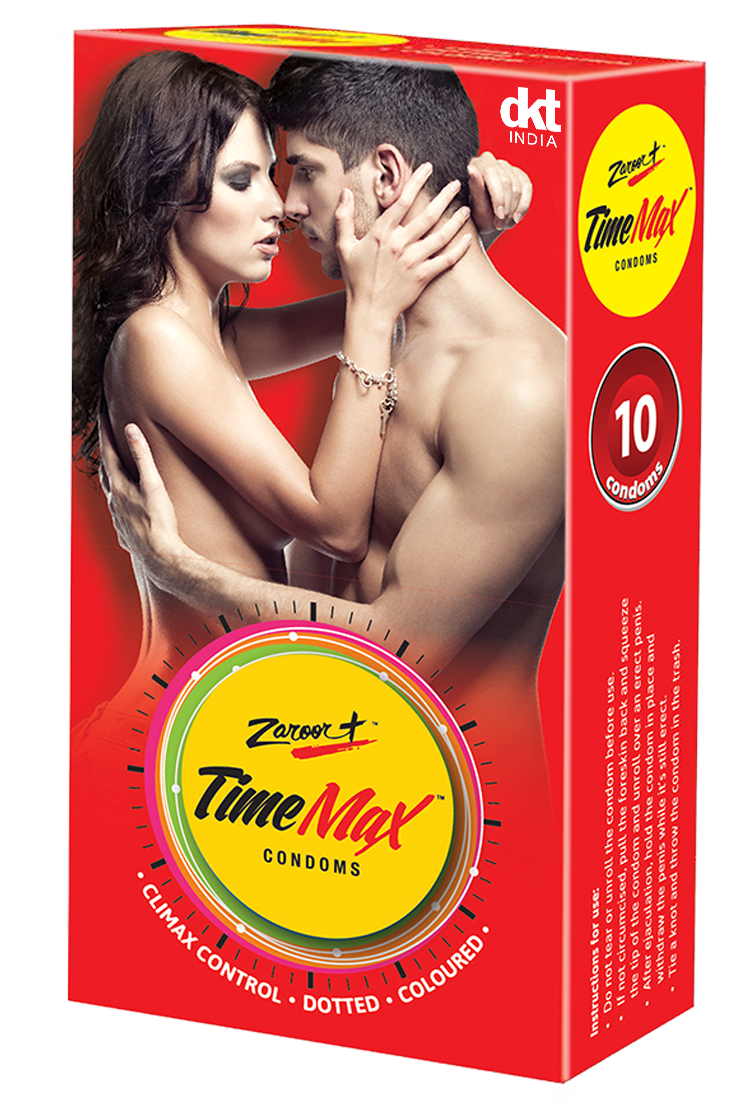 dkt
INDIA
Zaroor+™
TimeMax™
CONDOMS
• CLIMAX CONTROL • DOTTED • COLOURED •
Zaroor+
TimeMax™
CONDOMS
10
condoms
Instructions for use:
• Do not tear or unroll the condom before use.
• If not circumcised, pull the foreskin back and squeeze
the tip of the condom and unroll over an erect penis.
• After ejaculation, hold the condom in place and
withdraw the penis while it's still erect.
• Tie a knot and throw the condom in the trash.